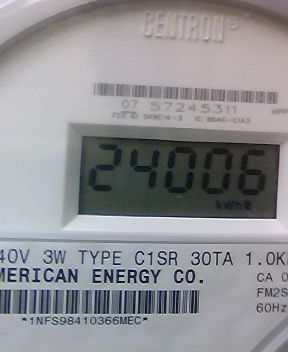 CENTRON®
07 57245311
24006
kWh
40V 3W TYPE C1SR 30TA 1.0K
MERICAN ENERGY CO.
CA 0
FM2S
60Hz
*1NFS98410366MEC*